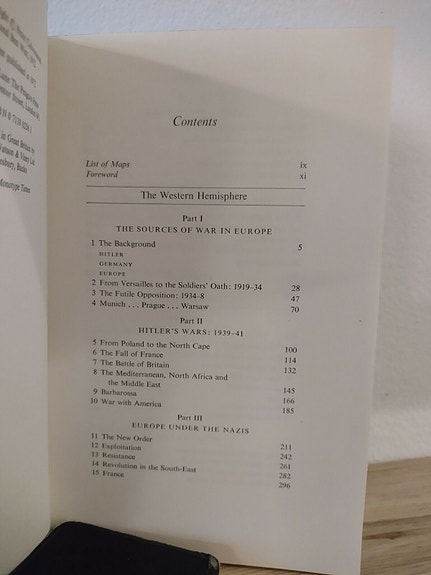 Contents
List of Maps ix
Foreword xi
The Western Hemisphere
Part I
THE SOURCES OF WAR IN EUROPE
1 The Background 5
HITLER
GERMANY
EUROPE
2 From Versailles to the Soldiers' Oath: 1919–34 28
3 The Futile Opposition: 1934–8 47
4 Munich . . . Prague . . . Warsaw 70
Part II
HITLER'S WARS: 1939–41
5 From Poland to the North Cape 100
6 The Fall of France 114
7 The Battle of Britain 132
8 The Mediterranean, North Africa and
the Middle East 145
9 Barbarossa 166
10 War with America 185
Part III
EUROPE UNDER THE NAZIS
11 The New Order 211
12 Exploitation 242
13 Resistance 261
14 Revolution in the South-East 282
15 France 296
in Great Britain by
Monotype Times